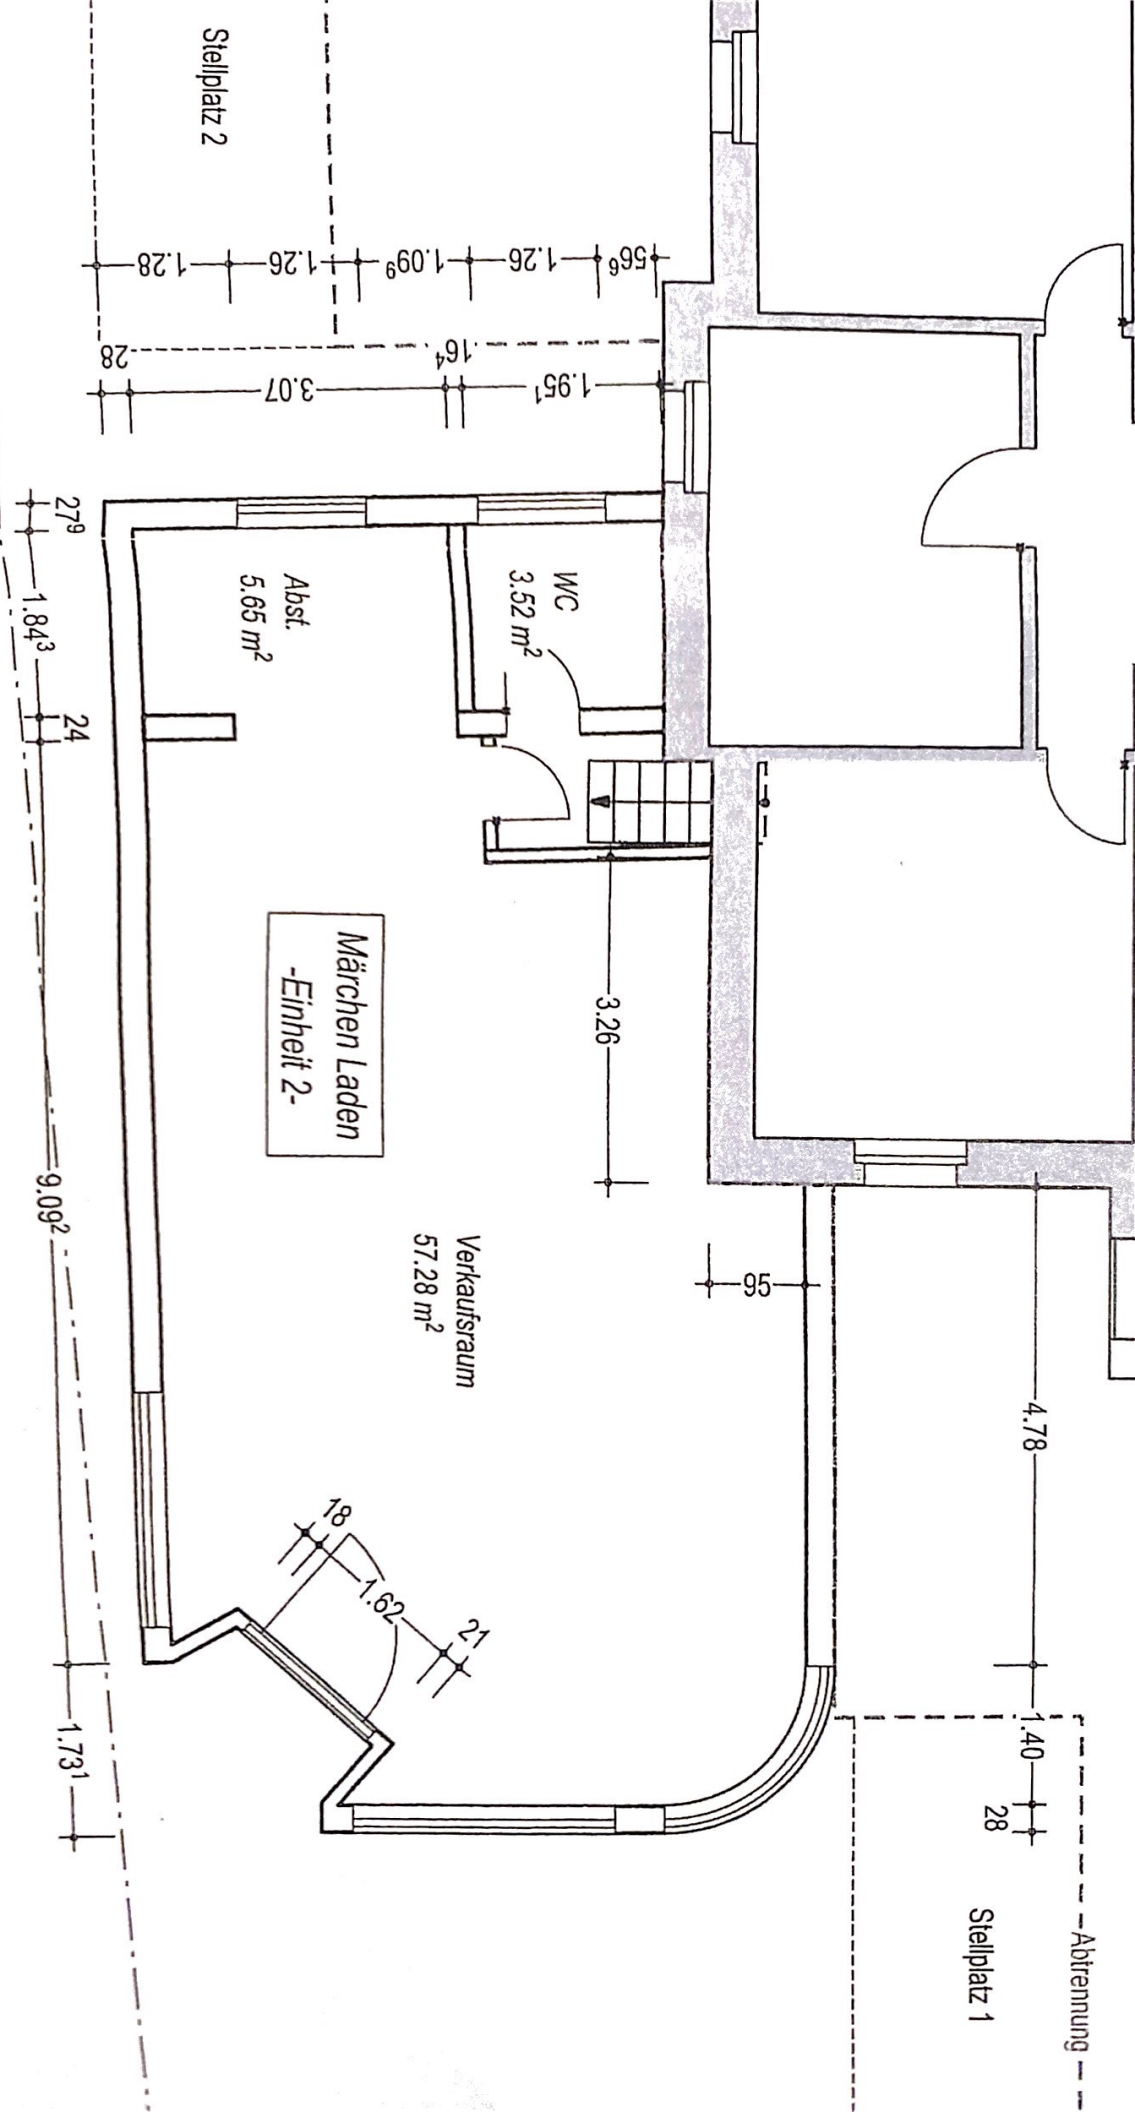 Stellplatz 2
1.28
1.26
1.09⁹
1.26
56⁶
28
3.07
16⁴
1.95¹
27⁹
1.84³
24
9.09²
1.73¹
Abst.
5.65 m²
WC
3.52 m²
3.26
Märchen Laden
-Einheit 2-
Verkaufsraum
57.28 m²
95
4.78
1.40
28
18
1.62
21
Stellplatz 1
Abtrennung